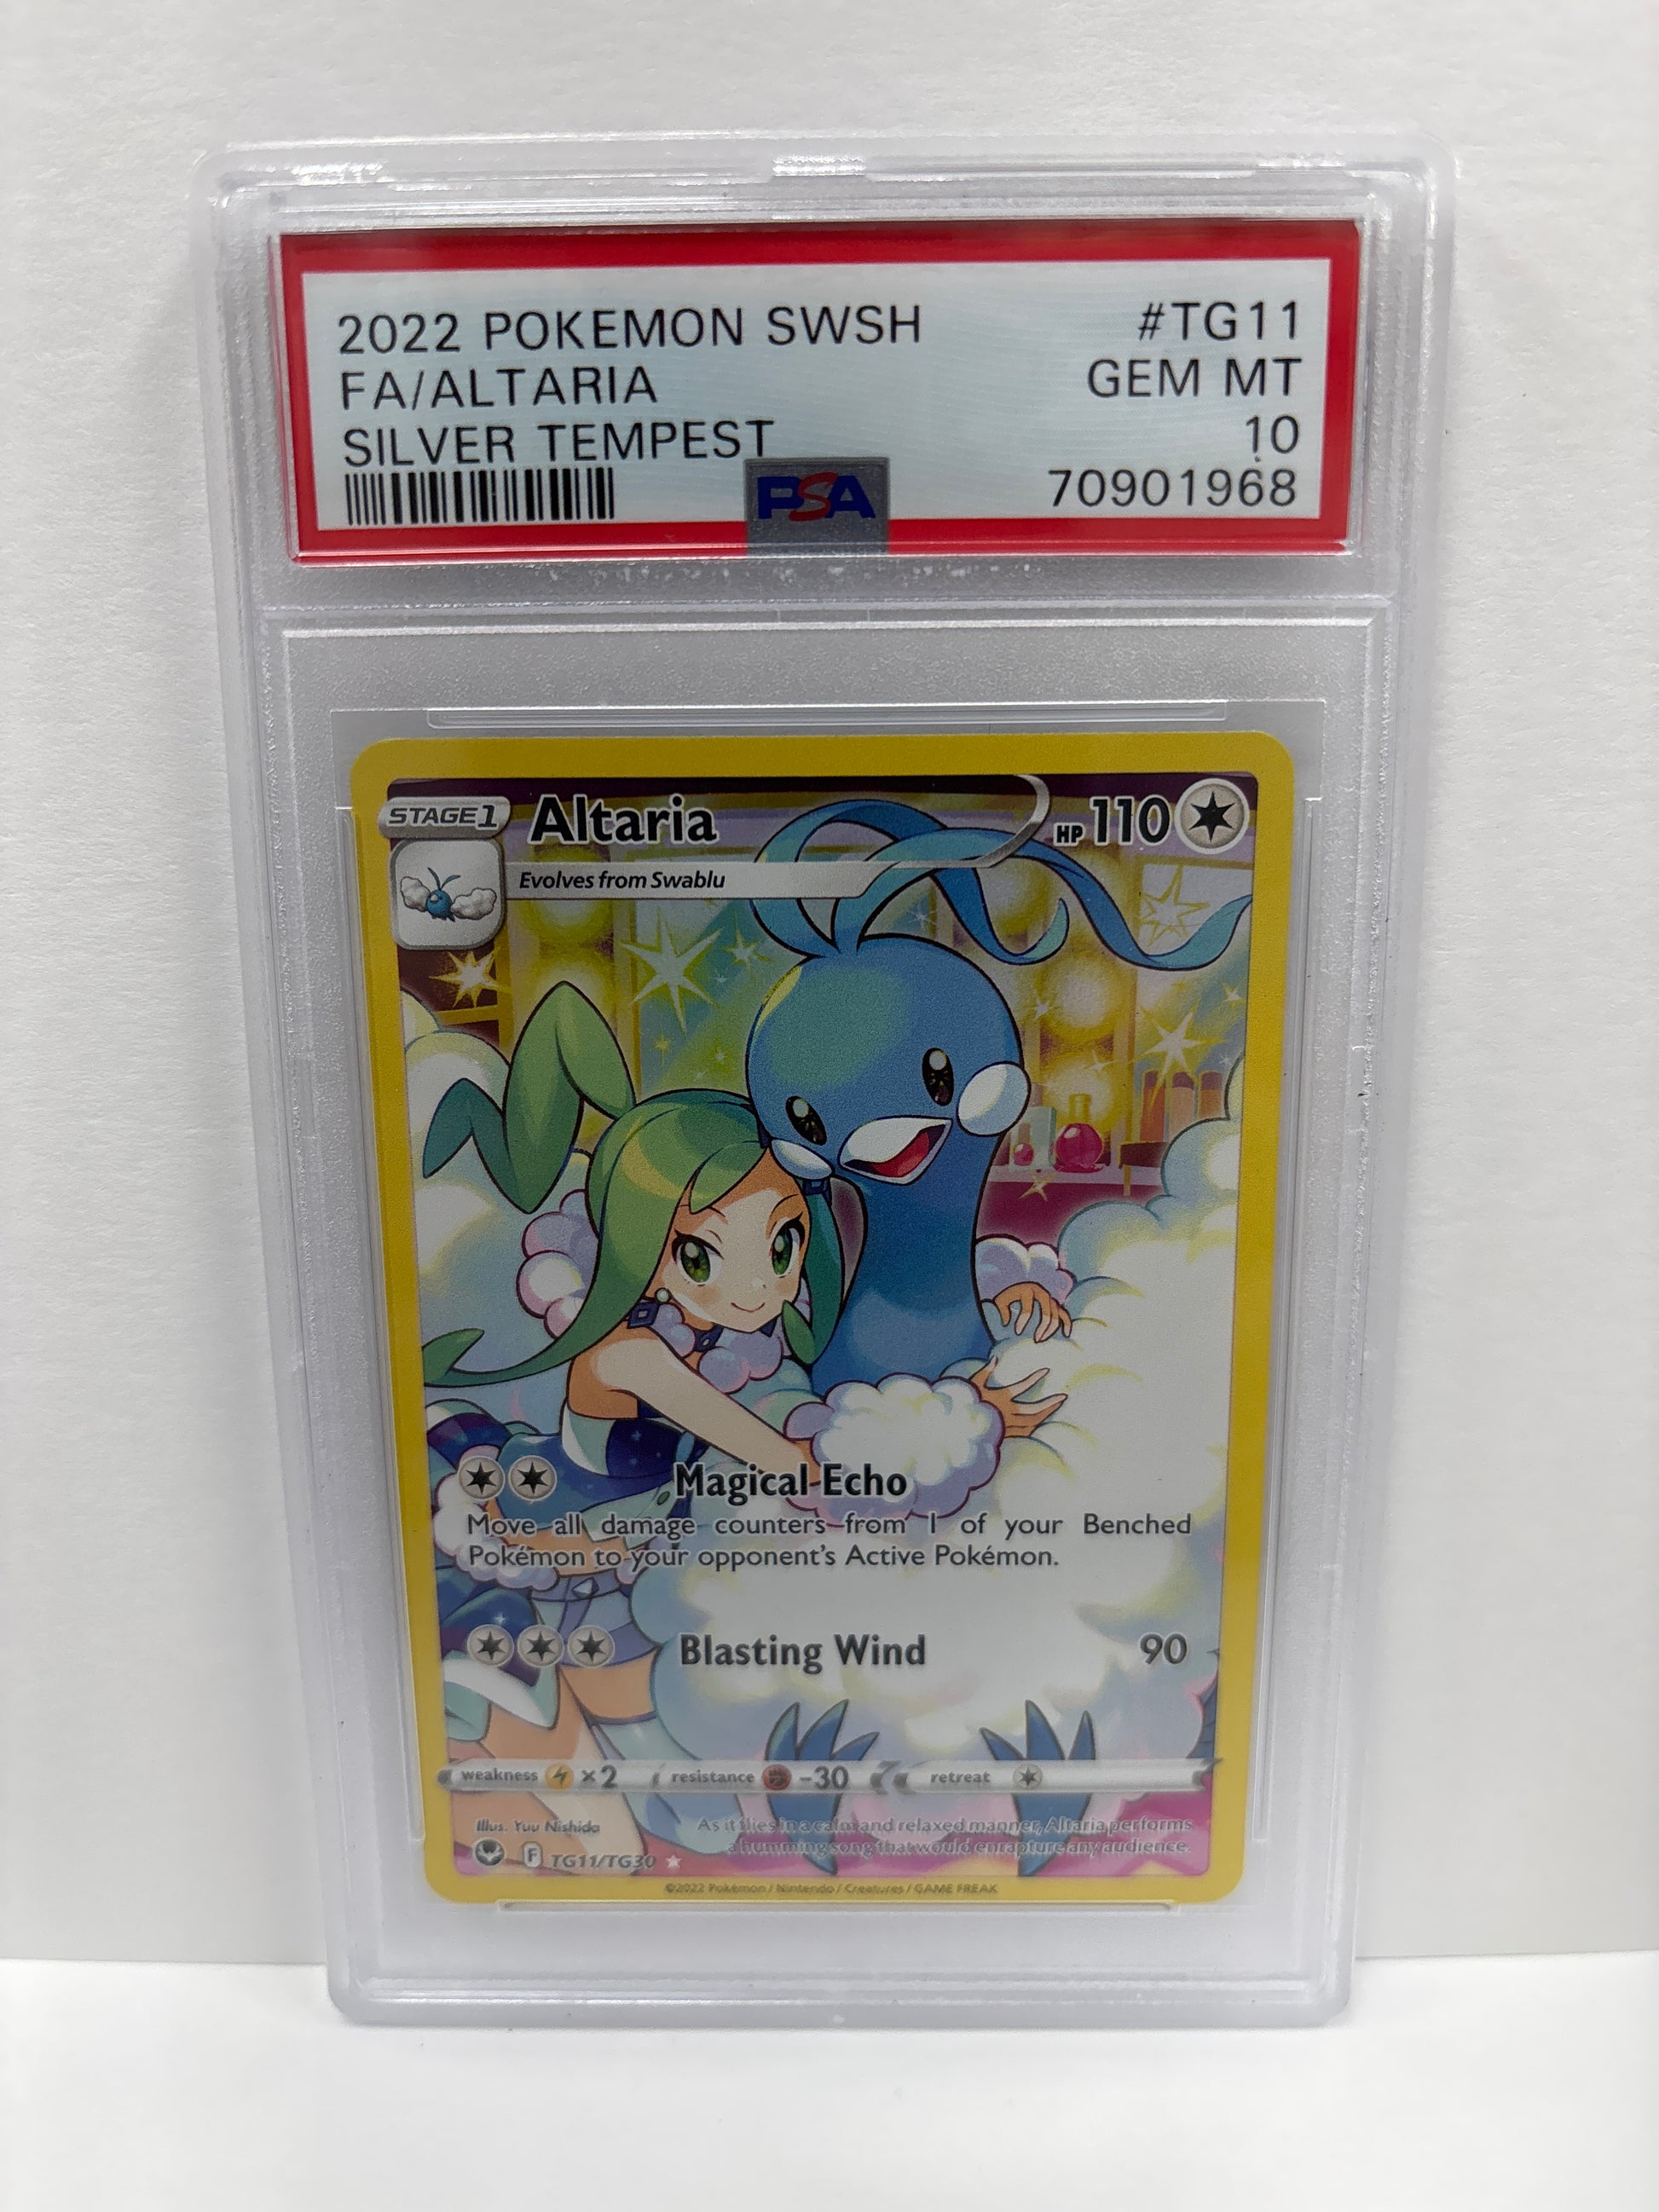 2022 POKEMON SWSH #TG11
FA/ALTARIA GEM MT
SILVER TEMPEST 10
PSA 70901968
STAGE 1 Altaria HP 110
Evolves from Swablu
Magical Echo
Move all damage counters from 1 of your Benched
Pokémon to your opponent's Active Pokémon.
Blasting Wind 90
weakness ×2 resistance -30 retreat
Illus. Yuu Nishida
As it flies in a calm and relaxed manner, Altaria performs
a humming song that would enrapture any audience.
F TG11/TG30
©2022 Pokémon / Nintendo / Creatures / GAME FREAK